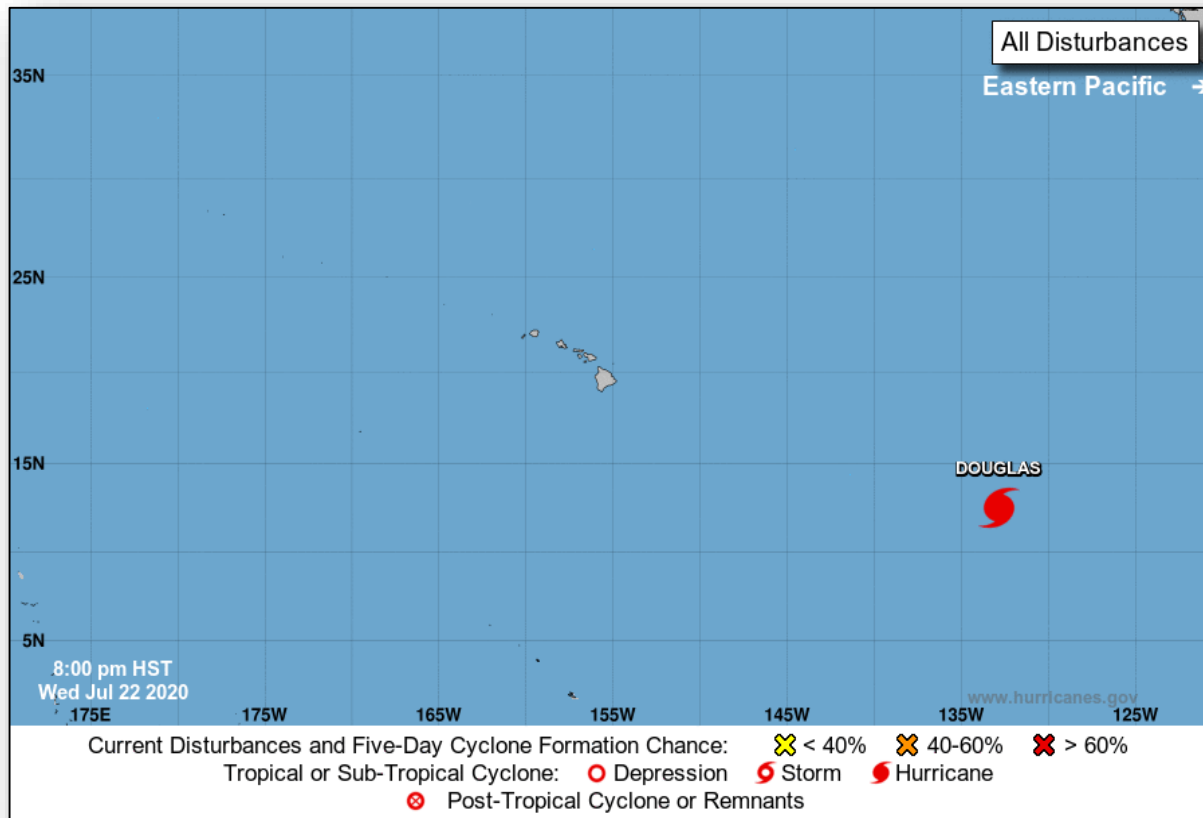 All Disturbances
Eastern Pacific →
35N
25N
15N
DOUGLAS
5N
8:00 pm HST
Wed Jul 22 2020
www.hurricanes.gov
175E 175W 165W 155W 145W 135W 125W
Current Disturbances and Five-Day Cyclone Formation Chance: < 40% 40-60% > 60%
Tropical or Sub-Tropical Cyclone: Depression Storm Hurricane
Post-Tropical Cyclone or Remnants